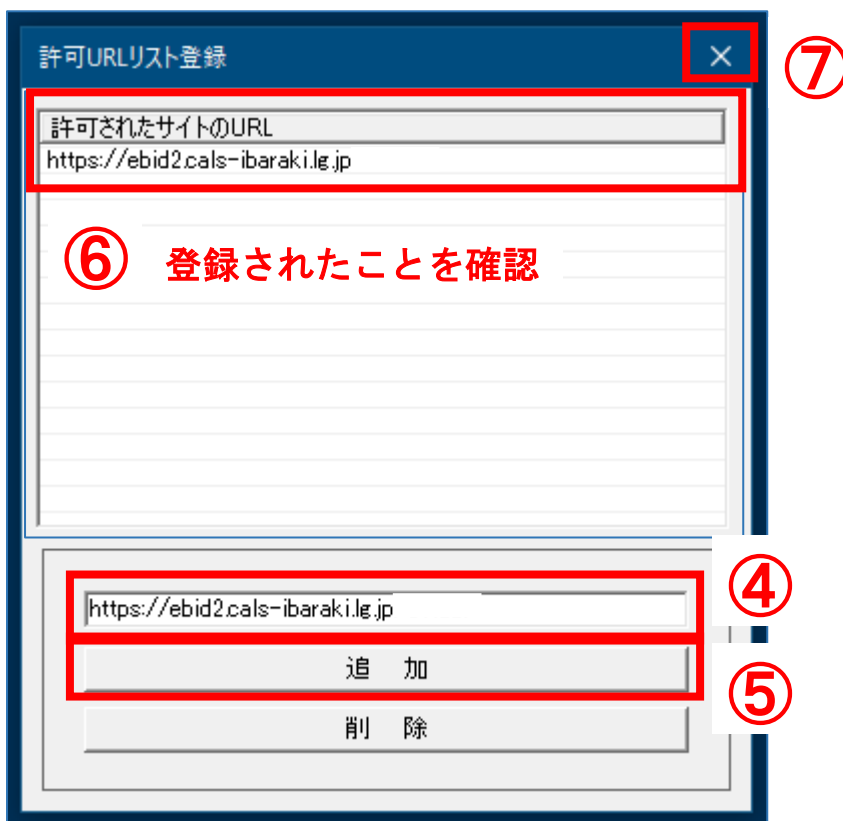 許可URLリスト登録
×
⑦
許可されたサイトのURL
https://ebid2.cals-ibaraki.lg.jp
⑥ 登録されたことを確認
https://ebid2.cals-ibaraki.lg.jp
④
追 加
⑤
削 除